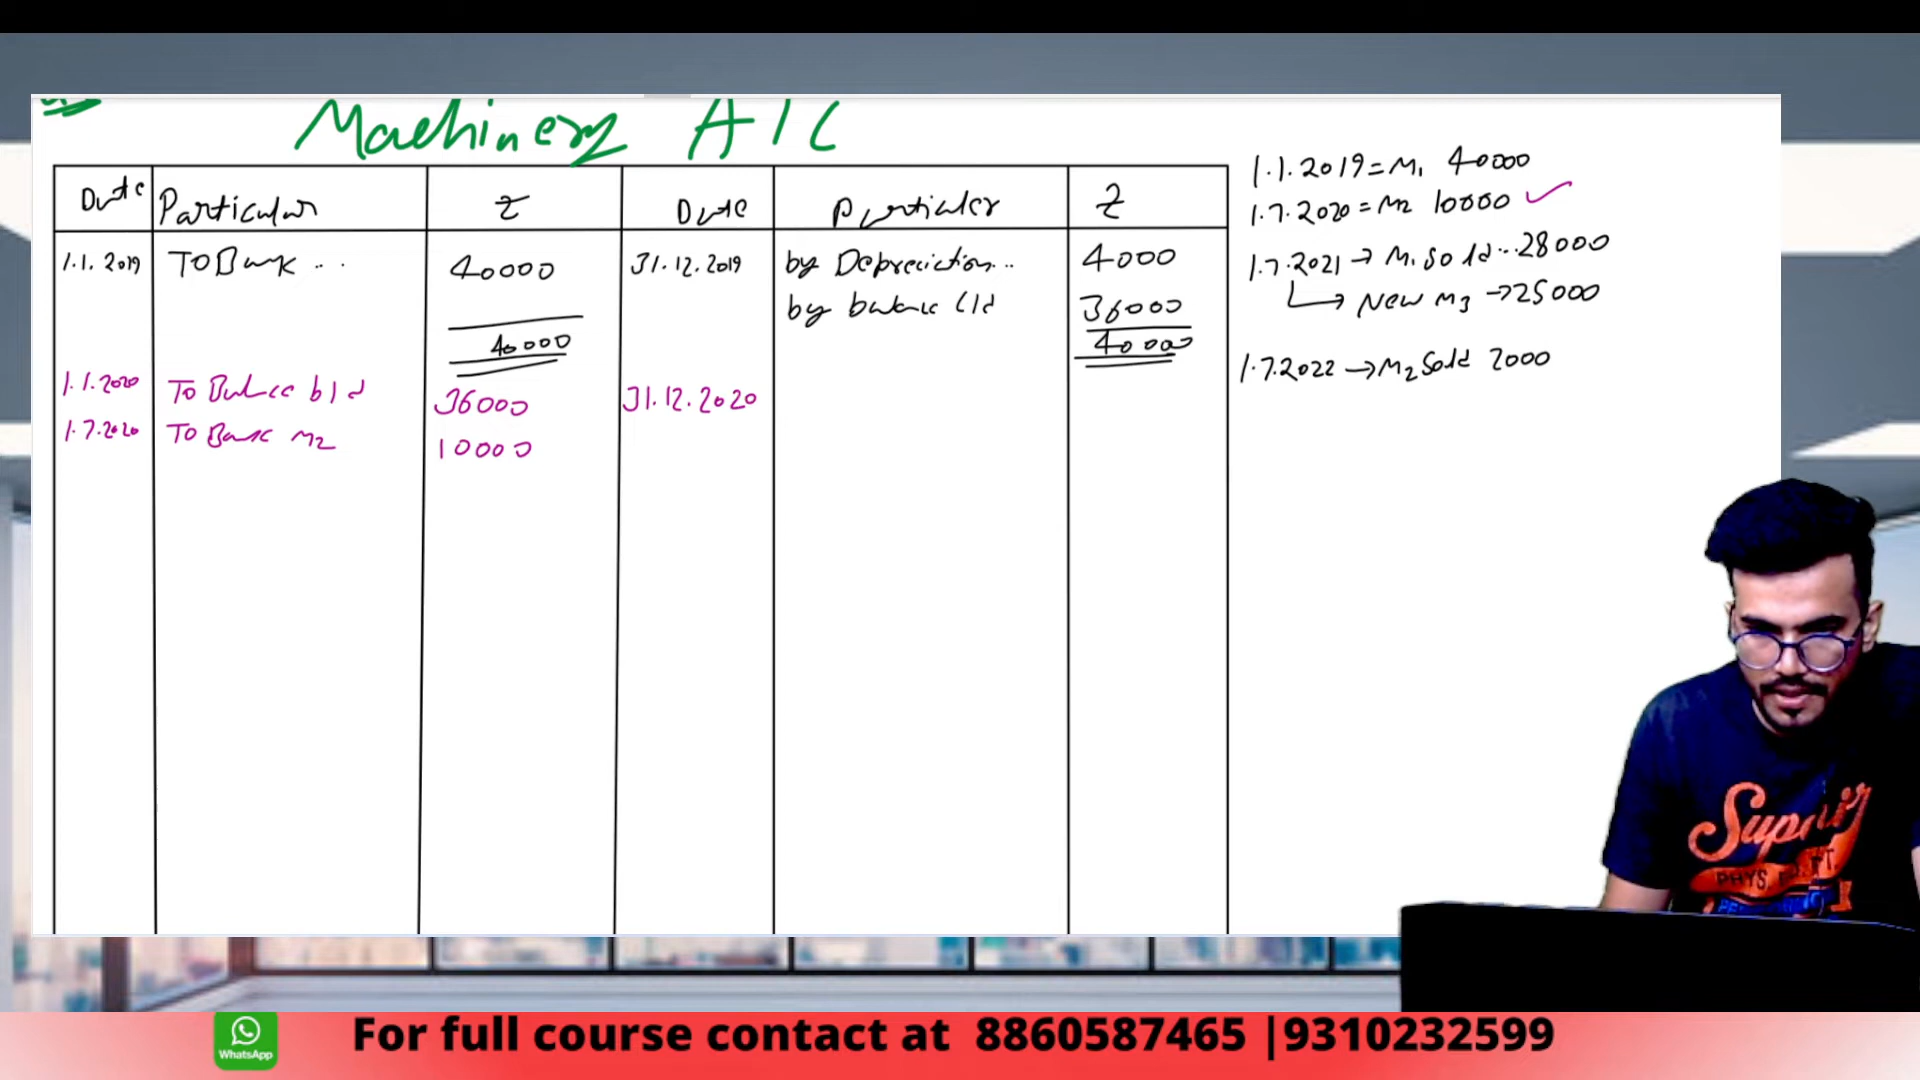 Machinery A/C
Date Particular ₹ Date Particular ₹
1.1.2019 To Bank .. 40000 31.12.2019 by Depreciation.. 4000
by balance c/d 36000
40000 40000
1.1.2020 To Balance b/d 36000 31.12.2020
1.7.2020 To Bank M2 10000
1.1.2019 = M1 40000
1.7.2020 = M2 10000 ✓
1.7.2021 → M1 Sold .. 28000
→ New M3 → 25000
1.7.2022 → M2 Sold 2000
PHYS.
WhatsApp
For full course contact at 8860587465 |9310232599